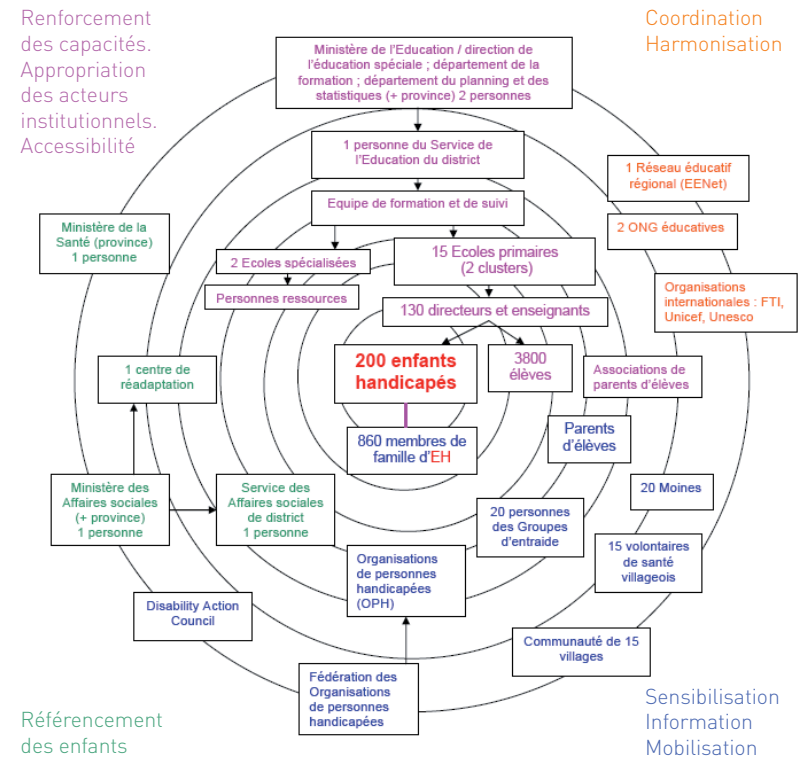 Renforcement
des capacités.
Appropriation
des acteurs
institutionnels.
Accessibilité
Coordination
Harmonisation
Ministère de l'Education / direction de
l'éducation spéciale ; département de la
formation ; département du planning et des
statistiques (+ province) 2 personnes
1 personne du Service de
l'Education du district
Equipe de formation et de suivi
1 Réseau éducatif
régional (EENet)
Ministère de la
Santé (province)
1 personne
2 ONG éducatives
2 Ecoles spécialisées
15 Ecoles primaires
(2 clusters)
Personnes ressources
130 directeurs et enseignants
Organisations
internationales : FTI,
Unicef, Unesco
1 centre de
réadaptation
200 enfants
handicapés
3800
élèves
Associations de
parents d'élèves
860 membres de
famille d'EH
Parents
d'élèves
Ministère des
Affaires sociales
(+ province)
1 personne
Service des
Affaires sociales
de district
1 personne
20 Moines
20 personnes
des Groupes
d'entraide
15 volontaires
de santé
villageois
Organisations
de personnes
handicapées
(OPH)
Disability Action
Council
Communauté de 15
villages
Fédération des
Organisations
de personnes
handicapées
Référencement
des enfants
Sensibilisation
Information
Mobilisation